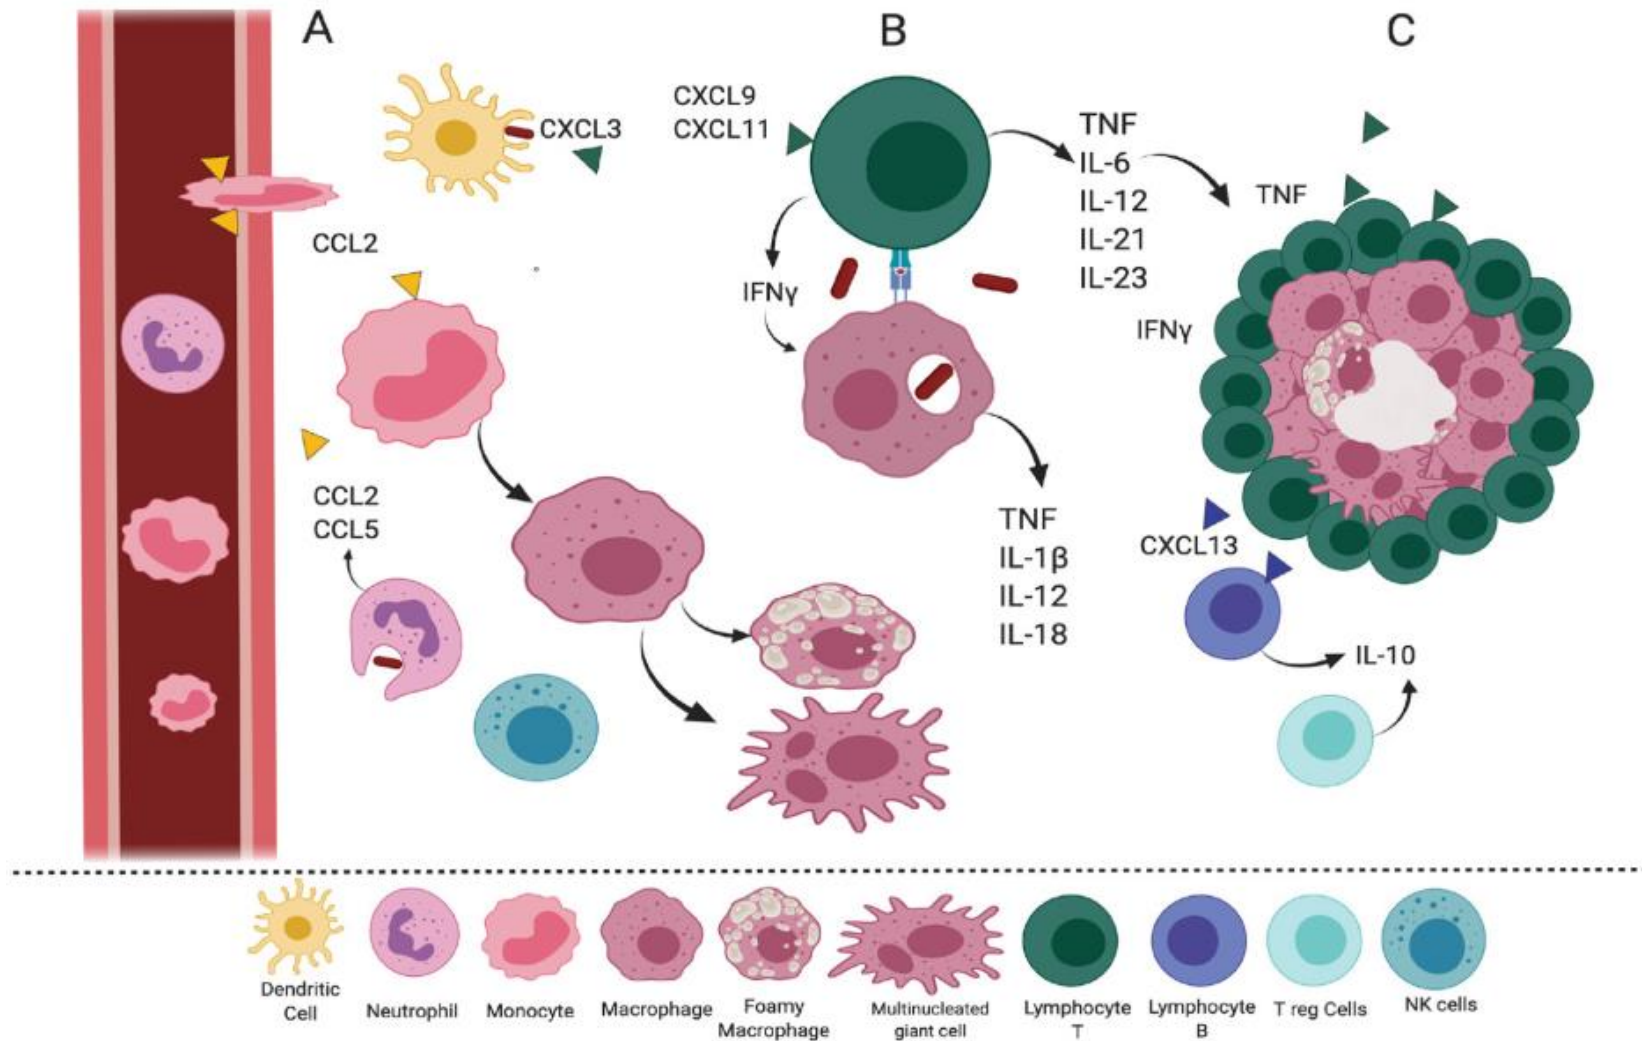 A
B
C
CXCL3
CCL2
CCL2
CCL5
CXCL9
CXCL11
IFNγ
TNF
IL-6
IL-12
IL-21
IL-23
TNF
IL-1β
IL-12
IL-18
TNF
IFNγ
CXCL13
IL-10
Dendritic
Cell
Neutrophil
Monocyte
Macrophage
Foamy
Macrophage
Multinucleated
giant cell
Lymphocyte
T
Lymphocyte
B
T reg Cells
NK cells